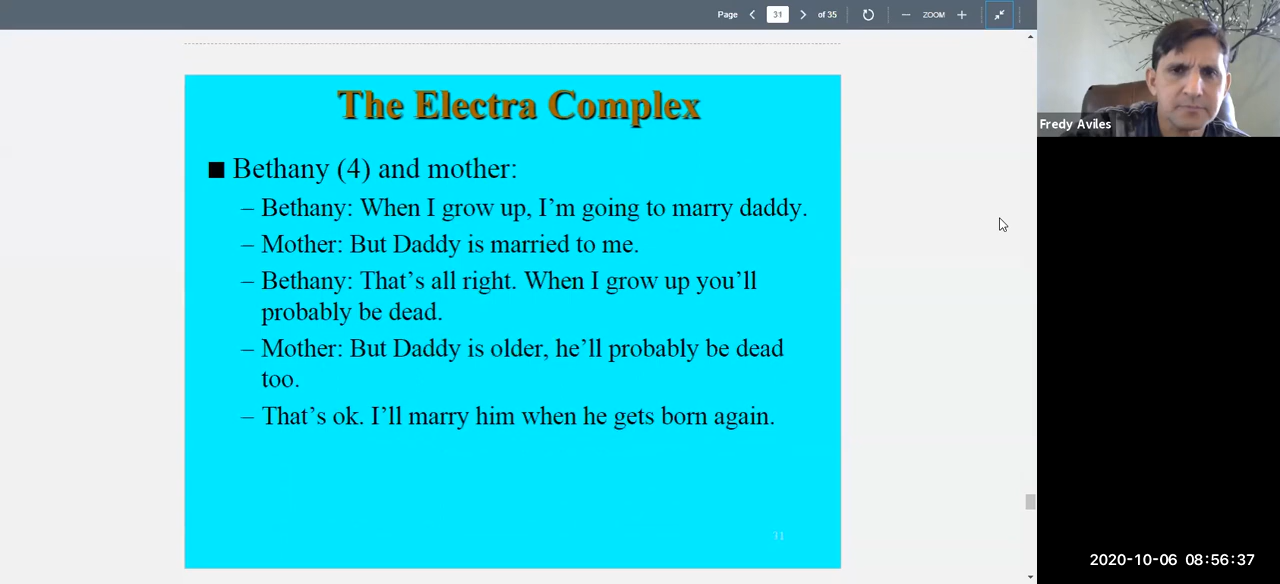 Page 31 of 35 ZOOM
The Electra Complex
Fredy Aviles
■ Bethany (4) and mother:
– Bethany: When I grow up, I'm going to marry daddy.
– Mother: But Daddy is married to me.
– Bethany: That's all right. When I grow up you'll
probably be dead.
– Mother: But Daddy is older, he'll probably be dead
too.
– That's ok. I'll marry him when he gets born again.
31
2020-10-06 08:56:37